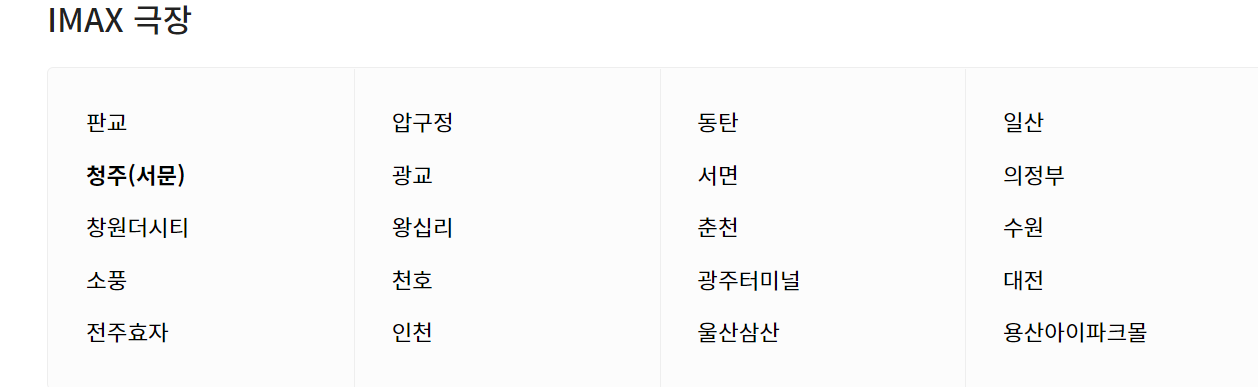 IMAX 극장
판교 압구정 동탄 일산
청주(서문) 광교 서면 의정부
창원더시티 왕십리 춘천 수원
소풍 천호 광주터미널 대전
전주효자 인천 울산삼산 용산아이파크몰